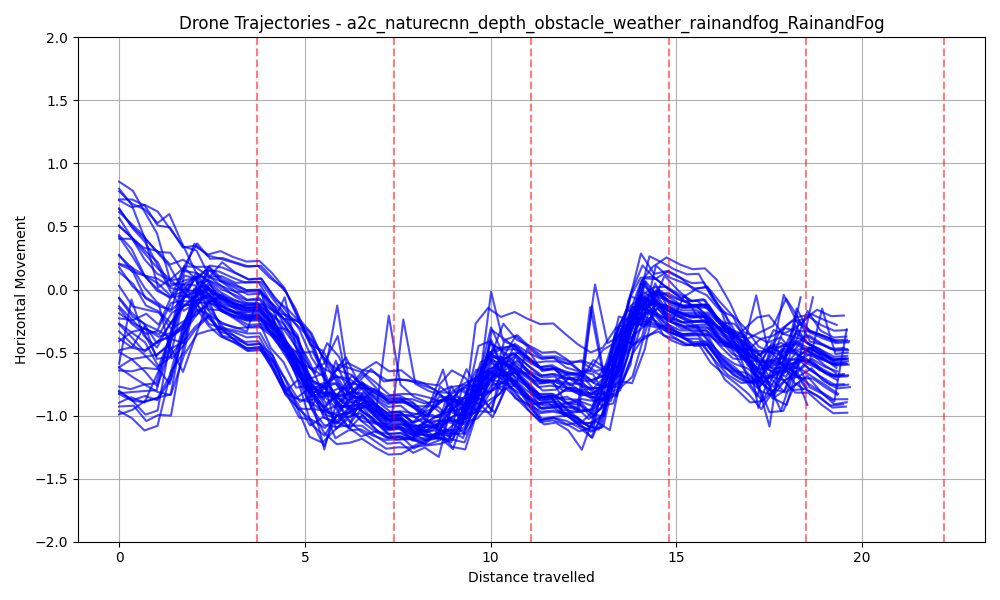 Drone Trajectories - a2c_naturecnn_depth_obstacle_weather_rainandfog_RainandFog
2.0
1.5
1.0
0.5
0.0
−0.5
−1.0
−1.5
−2.0
Horizontal Movement
0 5 10 15 20
Distance travelled